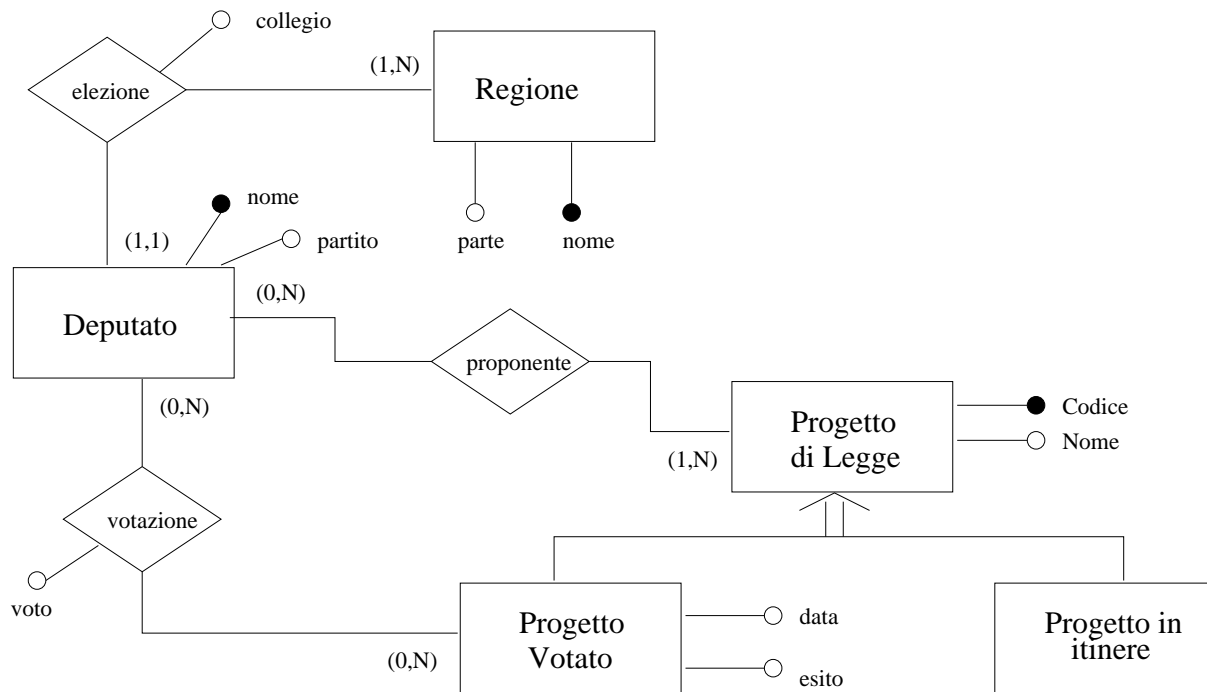 collegio
elezione
(1,N)
Regione
nome
parte
nome
(1,1)
partito
(0,N)
Deputato
proponente
(0,N)
Progetto
di Legge
Codice
Nome
(1,N)
votazione
voto
Progetto
Votato
data
esito
(0,N)
Progetto in
itinere